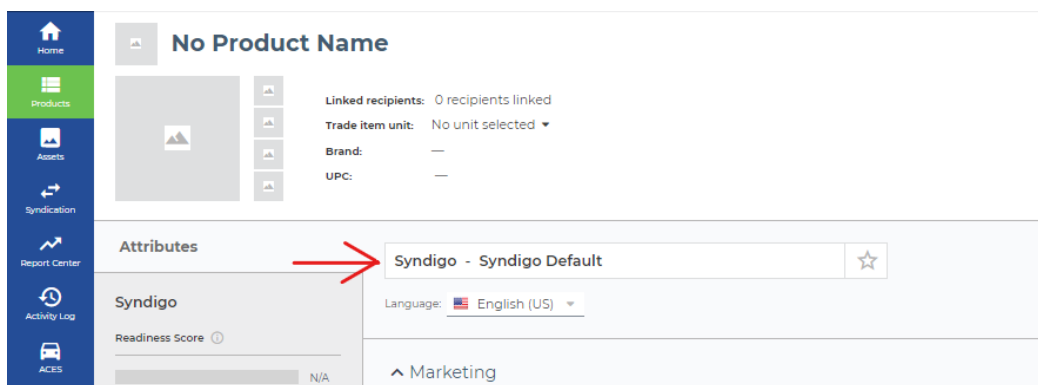 Home
Products
Assets
Syndication
Report Center
Activity Log
ACES
No Product Name
Linked recipients: 0 recipients linked
Trade item unit: No unit selected
Brand: —
UPC: —
Attributes
Syndigo
Readiness Score
N/A
Syndigo - Syndigo Default
Language: English (US)
Marketing